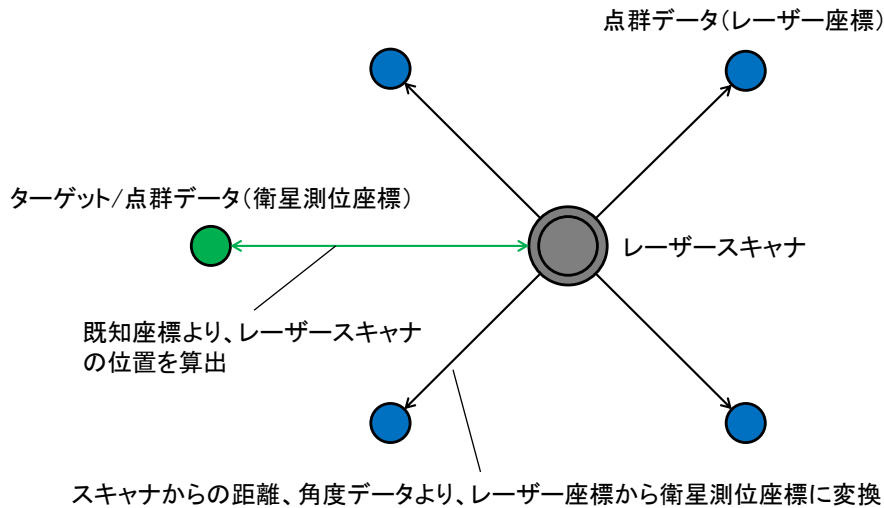 点群データ(レーザー座標)
ターゲット/点群データ(衛星測位座標)
レーザースキャナ
既知座標より、レーザースキャナ
の位置を算出
スキャナからの距離、角度データより、レーザー座標から衛星測位座標に変換